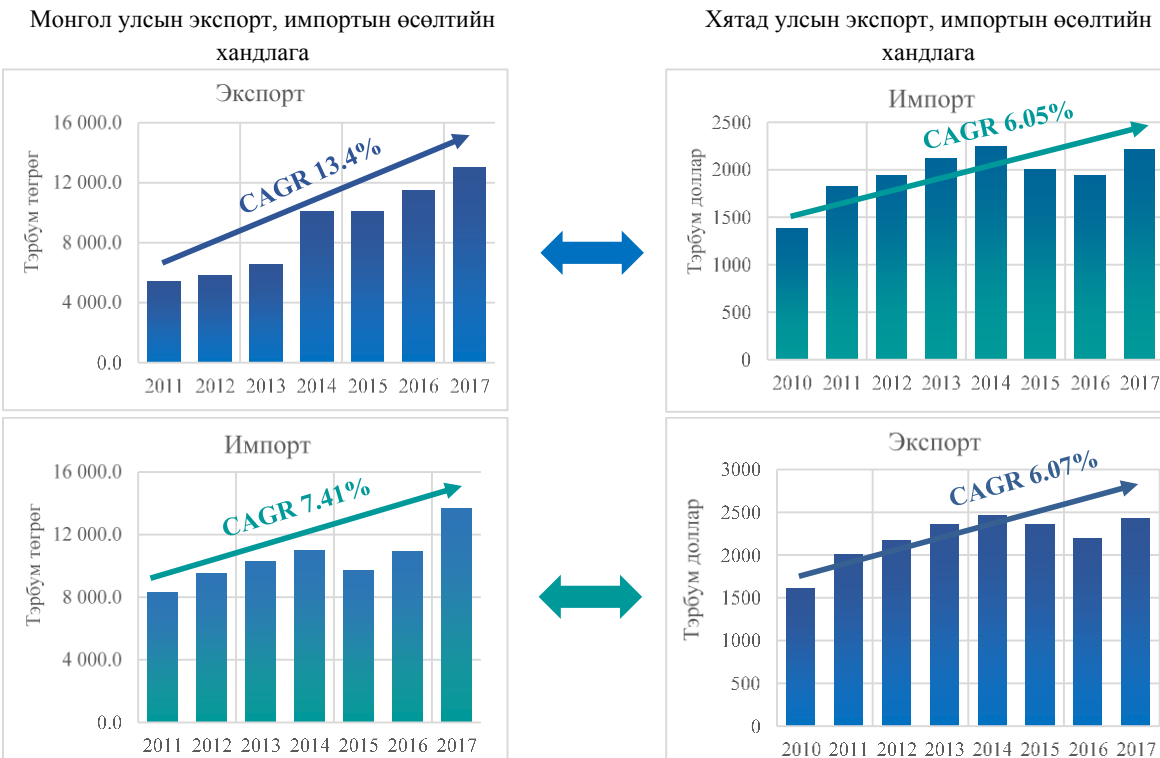 Монгол улсын экспорт, импортын өсөлтийн
хандлага
Экспорт
Тэрбум төгрөг
16 000.0
12 000.0
8 000.0
4 000.0
0.0
CAGR 13.4%
2011 2012 2013 2014 2015 2016 2017
Импорт
Тэрбум төгрөг
16 000.0
12 000.0
8 000.0
4 000.0
0.0
CAGR 7.41%
2011 2012 2013 2014 2015 2016 2017
Хятад улсын экспорт, импортын өсөлтийн
хандлага
Импорт
Тэрбум доллар
2500
2000
1500
1000
500
0
CAGR 6.05%
2010 2011 2012 2013 2014 2015 2016 2017
Экспорт
Тэрбум доллар
3000
2500
2000
1500
1000
500
0
CAGR 6.07%
2010 2011 2012 2013 2014 2015 2016 2017